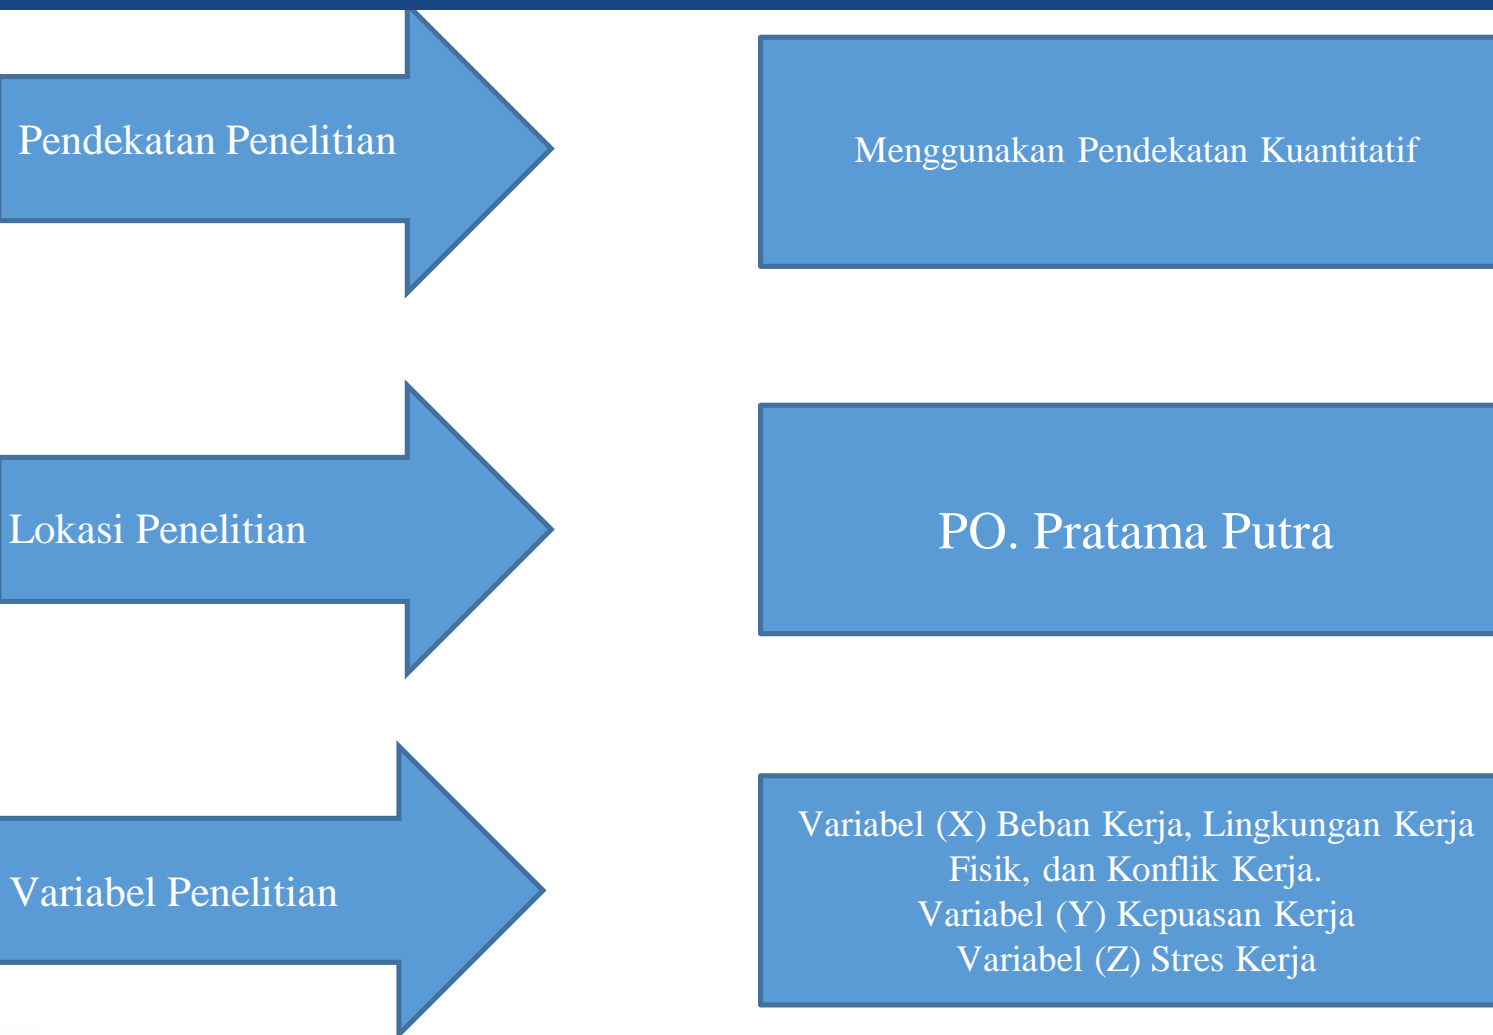 Pendekatan Penelitian
Menggunakan Pendekatan Kuantitatif
Lokasi Penelitian
PO. Pratama Putra
Variabel Penelitian
Variabel (X) Beban Kerja, Lingkungan Kerja
Fisik, dan Konflik Kerja.
Variabel (Y) Kepuasan Kerja
Variabel (Z) Stres Kerja